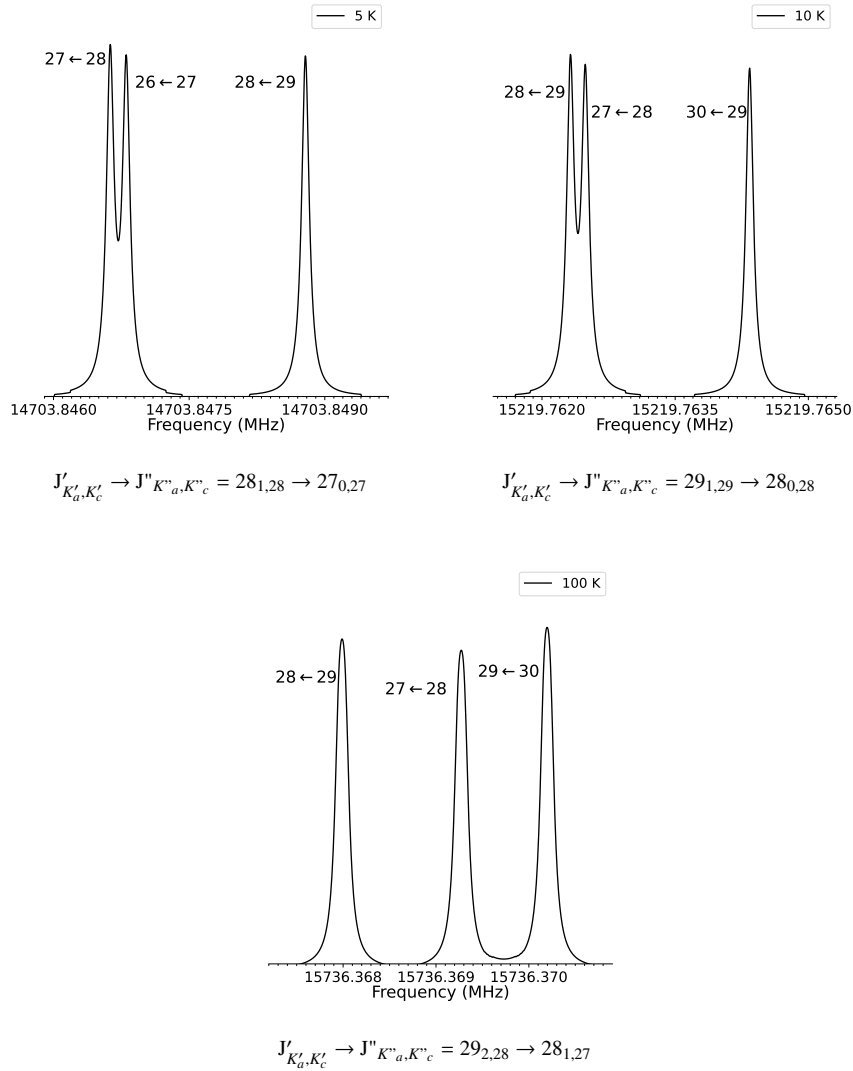 5 K
27←28
26←27
28←29
14703.8460 14703.8475 14703.8490
Frequency (MHz)
J′K′a,K′c → J"K”a,K”c = 281,28 → 270,27
10 K
28←29
27←28
30←29
15219.7620 15219.7635 15219.7650
Frequency (MHz)
J′K′a,K′c → J"K”a,K”c = 291,29 → 280,28
100 K
28←29
27←28
29←30
15736.368 15736.369 15736.370
Frequency (MHz)
J′K′a,K′c → J"K”a,K”c = 292,28 → 281,27